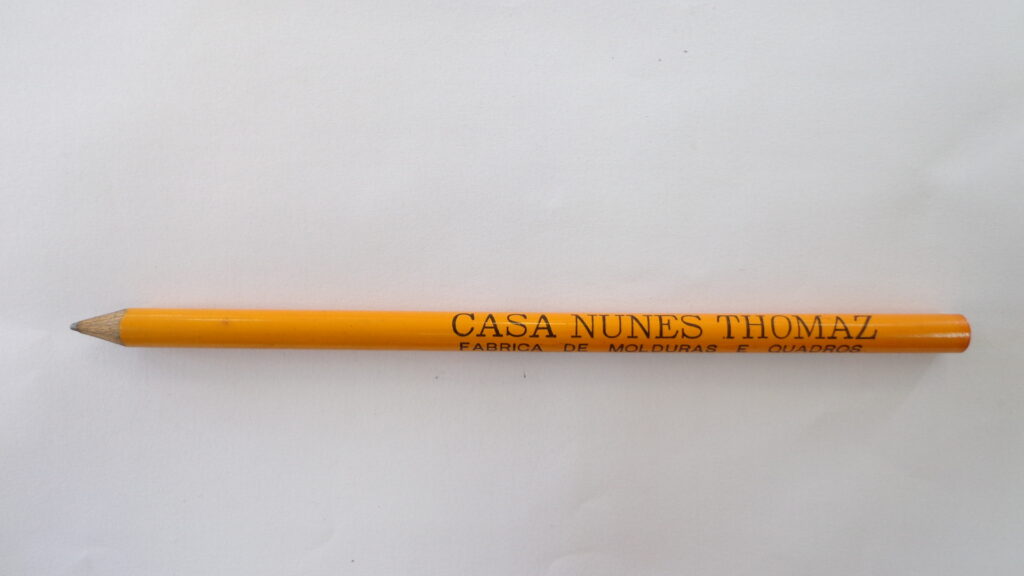 CASA NUNES THOMAZ
FABRICA DE MOLDURAS E QUADROS